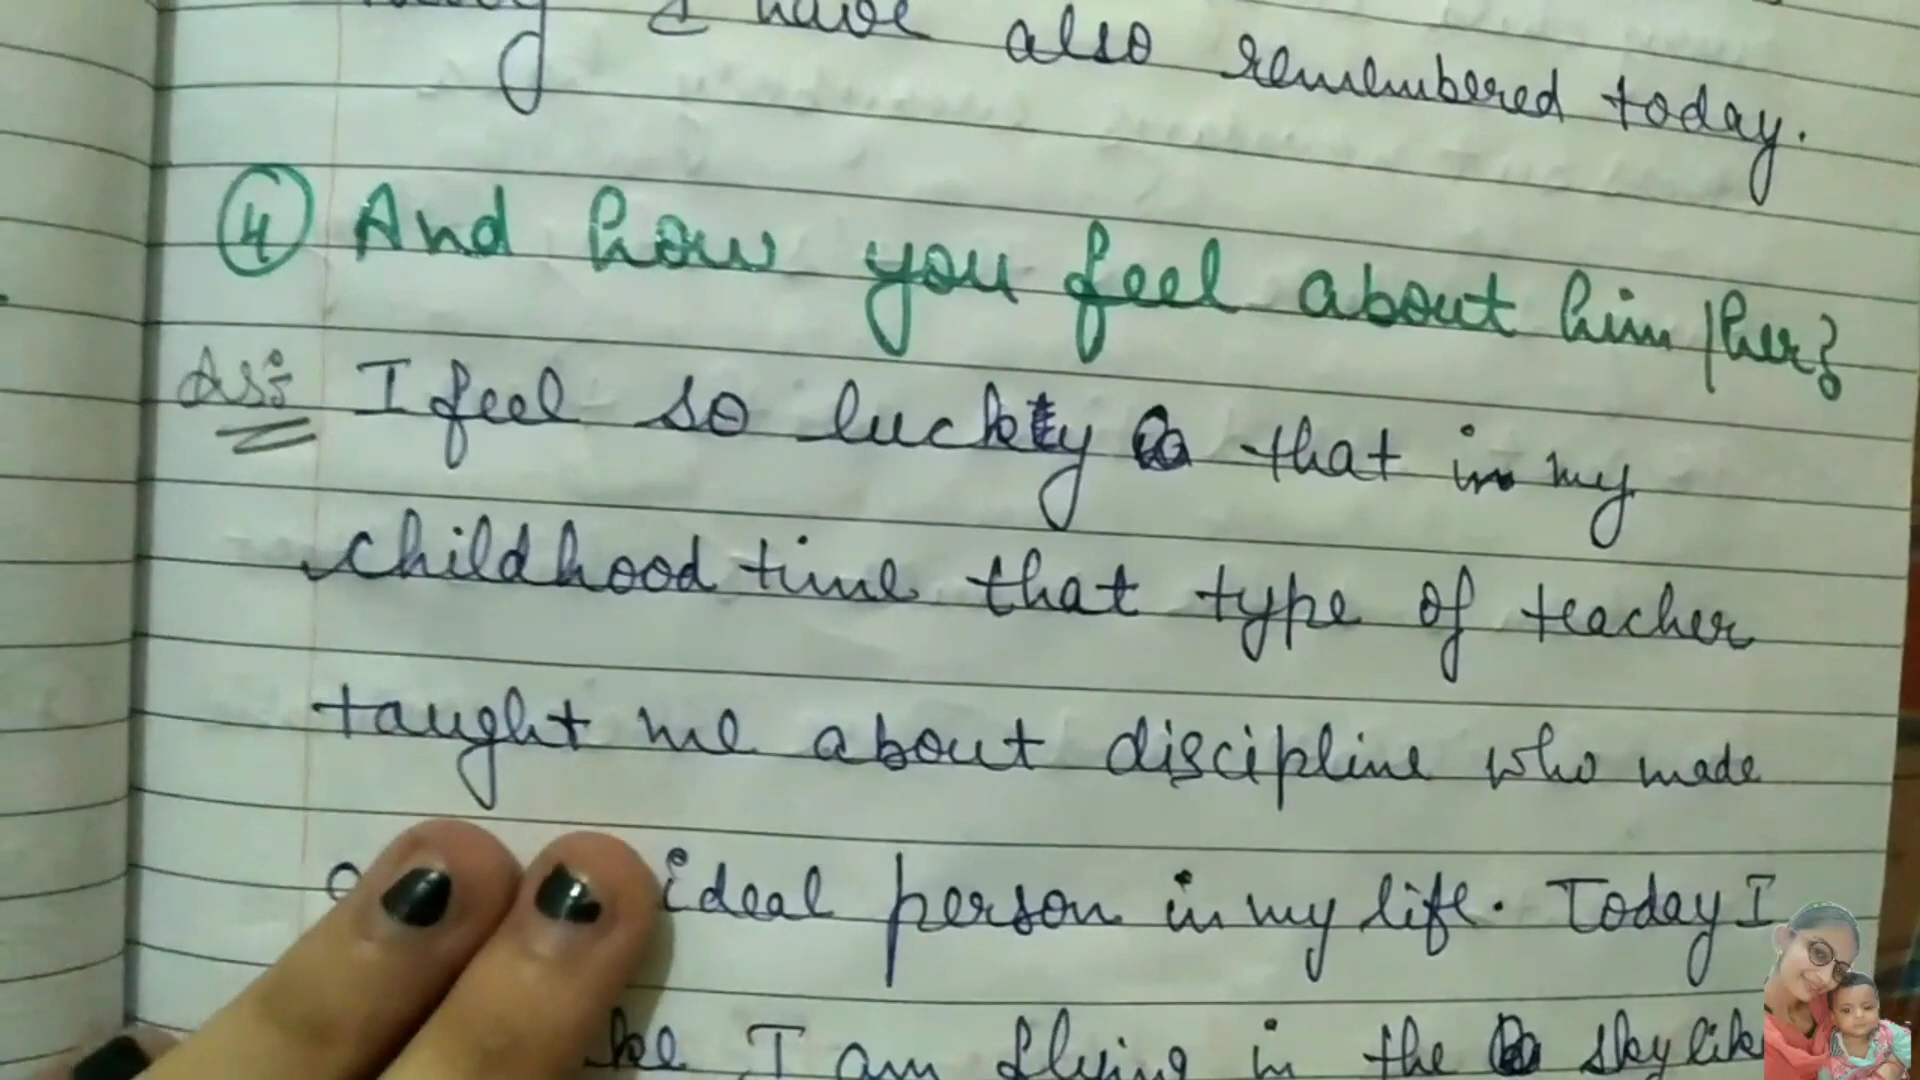 I have also remembered today.
4 And how you feel about him/her?
Ans: I feel so lucky that in my
childhood time that type of teacher
taught me about discipline who made
ideal person in my life. Today I
I am flying in the sky like